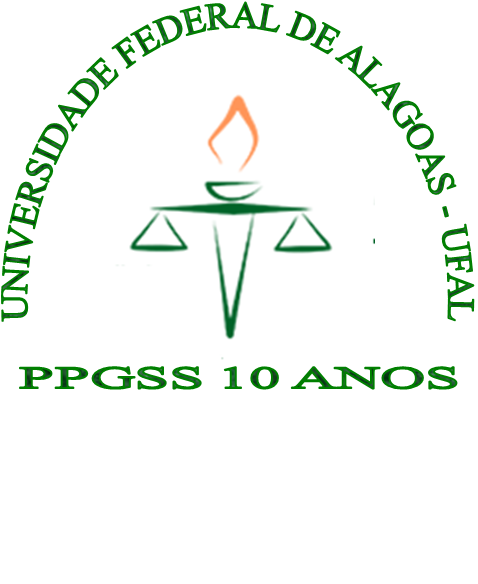 UNIVERSIDADE FEDERAL DE ALAGOAS - UFAL
PPGSS 10 ANOS